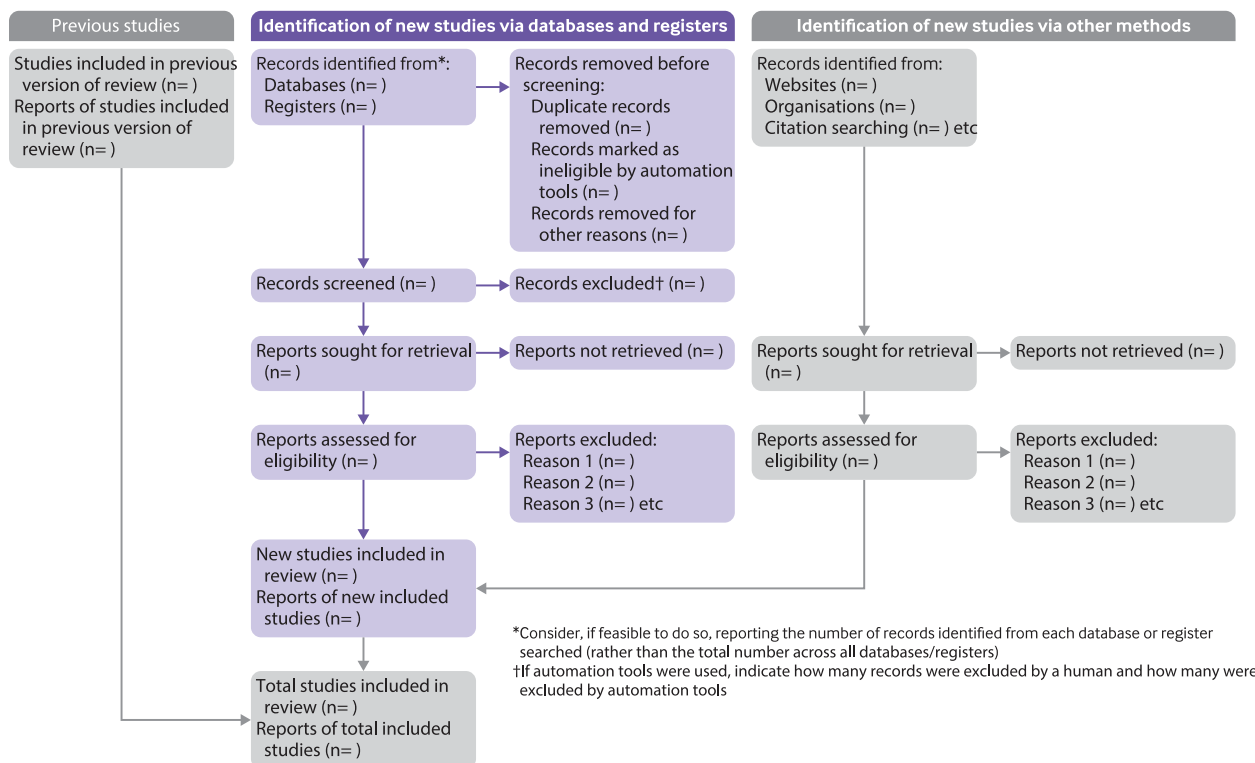 Previous studies
Studies included in previous
version of review (n= )
Reports of studies included
in previous version of
review (n= )
Identification of new studies via databases and registers
Records identified from*:
Databases (n= )
Registers (n= )
Records removed before
screening:
Duplicate records
removed (n= )
Records marked as
ineligible by automation
tools (n= )
Records removed for
other reasons (n= )
Records screened (n= )
Records excluded† (n= )
Reports sought for retrieval
(n= )
Reports not retrieved (n= )
Reports assessed for
eligibility (n= )
Reports excluded:
Reason 1 (n= )
Reason 2 (n= )
Reason 3 (n= ) etc
New studies included in
review (n= )
Reports of new included
studies (n= )
Total studies included in
review (n= )
Reports of total included
studies (n= )
Identification of new studies via other methods
Records identified from:
Websites (n= )
Organisations (n= )
Citation searching (n= ) etc
Reports sought for retrieval
(n= )
Reports not retrieved (n= )
Reports assessed for
eligibility (n= )
Reports excluded:
Reason 1 (n= )
Reason 2 (n= )
Reason 3 (n= ) etc
*Consider, if feasible to do so, reporting the number of records identified from each database or register
searched (rather than the total number across all databases/registers)
†If automation tools were used, indicate how many records were excluded by a human and how many were
excluded by automation tools